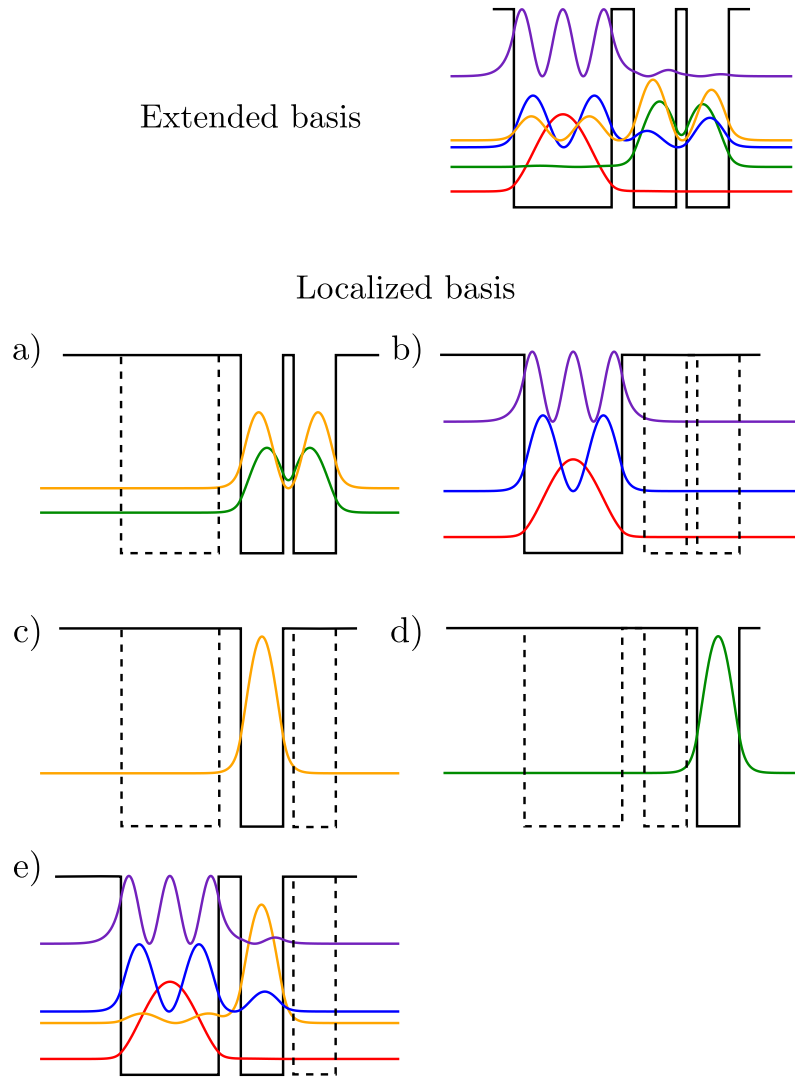 Extended basis
Localized basis
a)
b)
c)
d)
e)